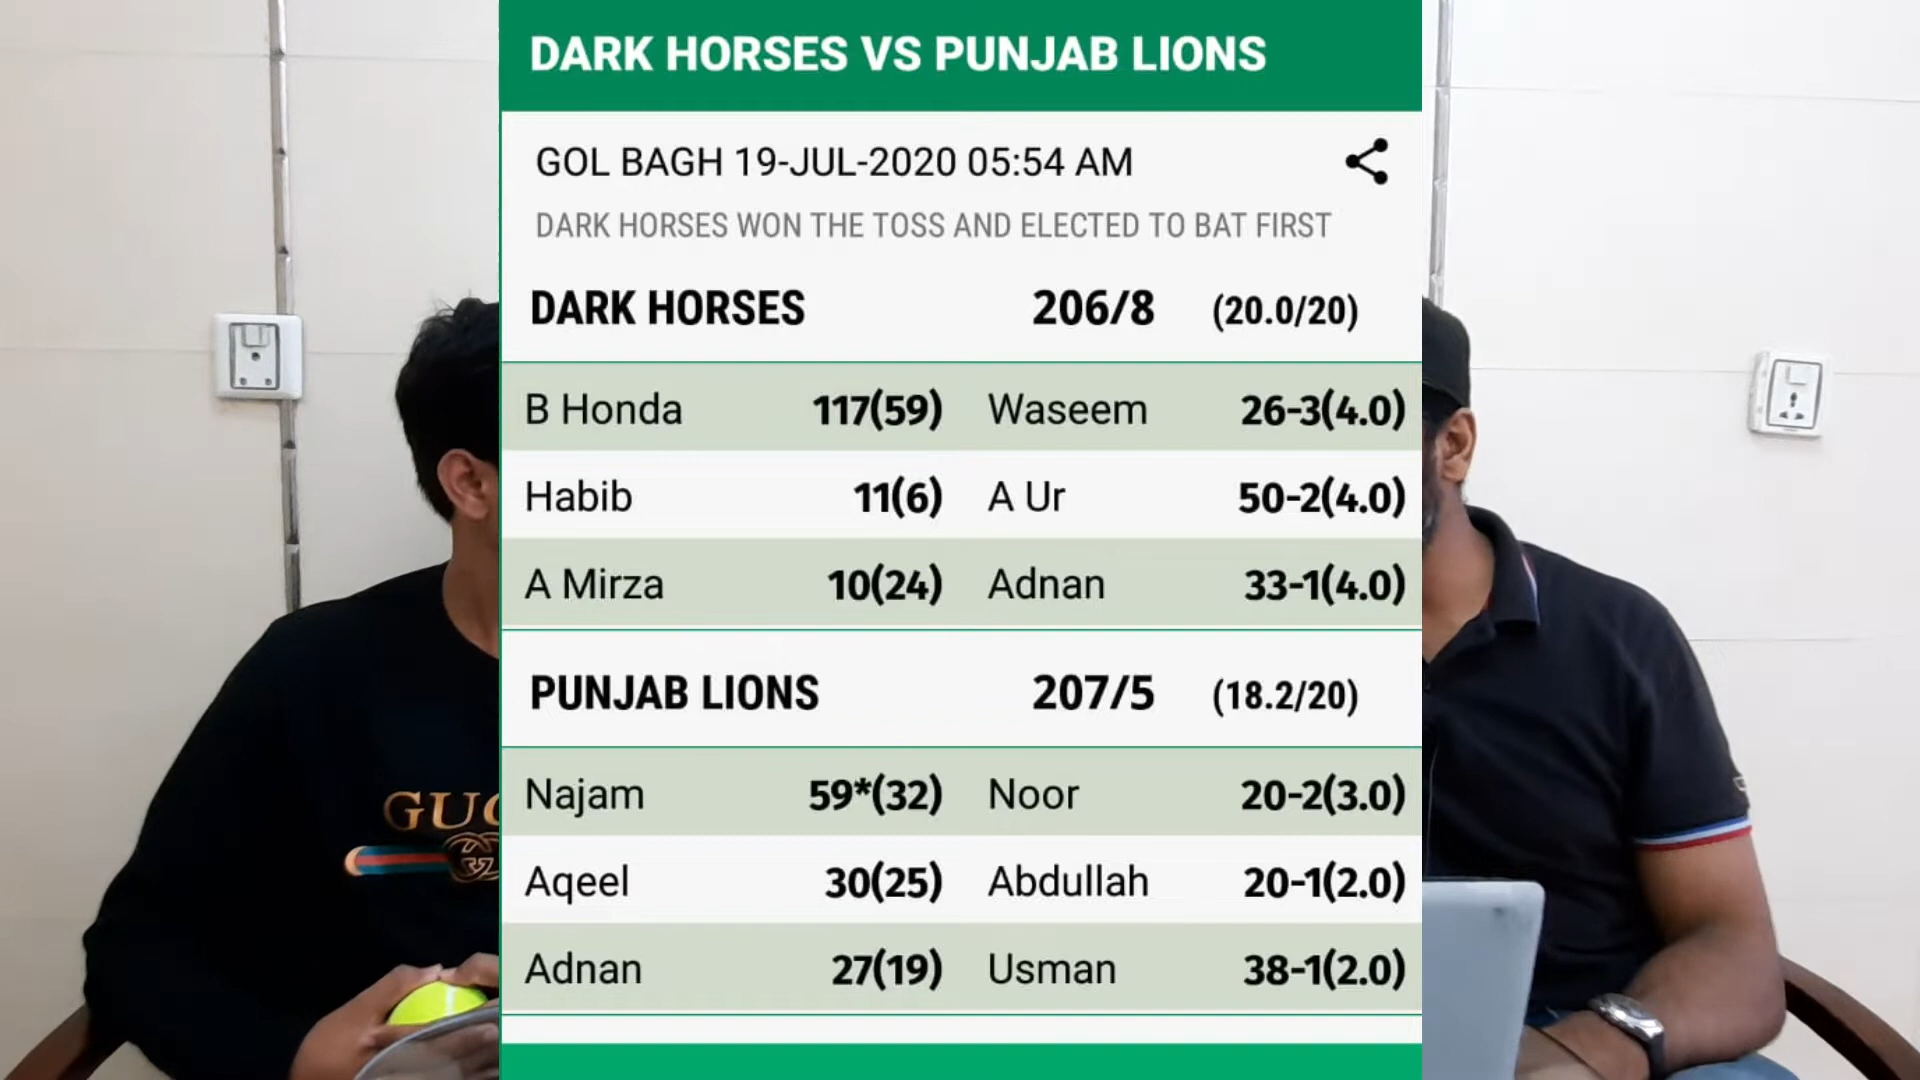 DARK HORSES VS PUNJAB LIONS
GOL BAGH 19-JUL-2020 05:54 AM
DARK HORSES WON THE TOSS AND ELECTED TO BAT FIRST
DARK HORSES 206/8 (20.0/20)
B Honda 117(59) Waseem 26-3(4.0)
Habib 11(6) A Ur 50-2(4.0)
A Mirza 10(24) Adnan 33-1(4.0)
PUNJAB LIONS 207/5 (18.2/20)
Najam 59*(32) Noor 20-2(3.0)
Aqeel 30(25) Abdullah 20-1(2.0)
Adnan 27(19) Usman 38-1(2.0)
GUC